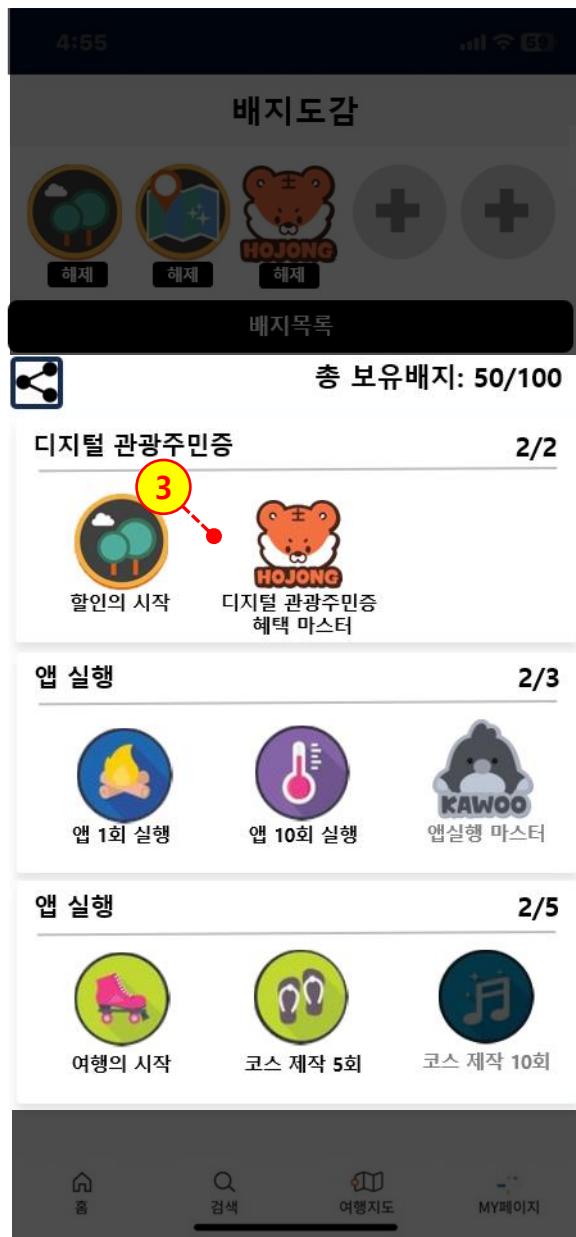 4:55
59
배지도감
HOJONG
해제
해제
해제
배지목록
총 보유배지: 50/100
디지털 관광주민증
2/2
3
HOJONG
할인의 시작
디지털 관광주민증
혜택 마스터
앱 실행
2/3
KAWOO
앱 1회 실행
앱 10회 실행
앱실행 마스터
앱 실행
2/5
여행의 시작
코스 제작 5회
코스 제작 10회
홈
검색
여행지도
MY페이지